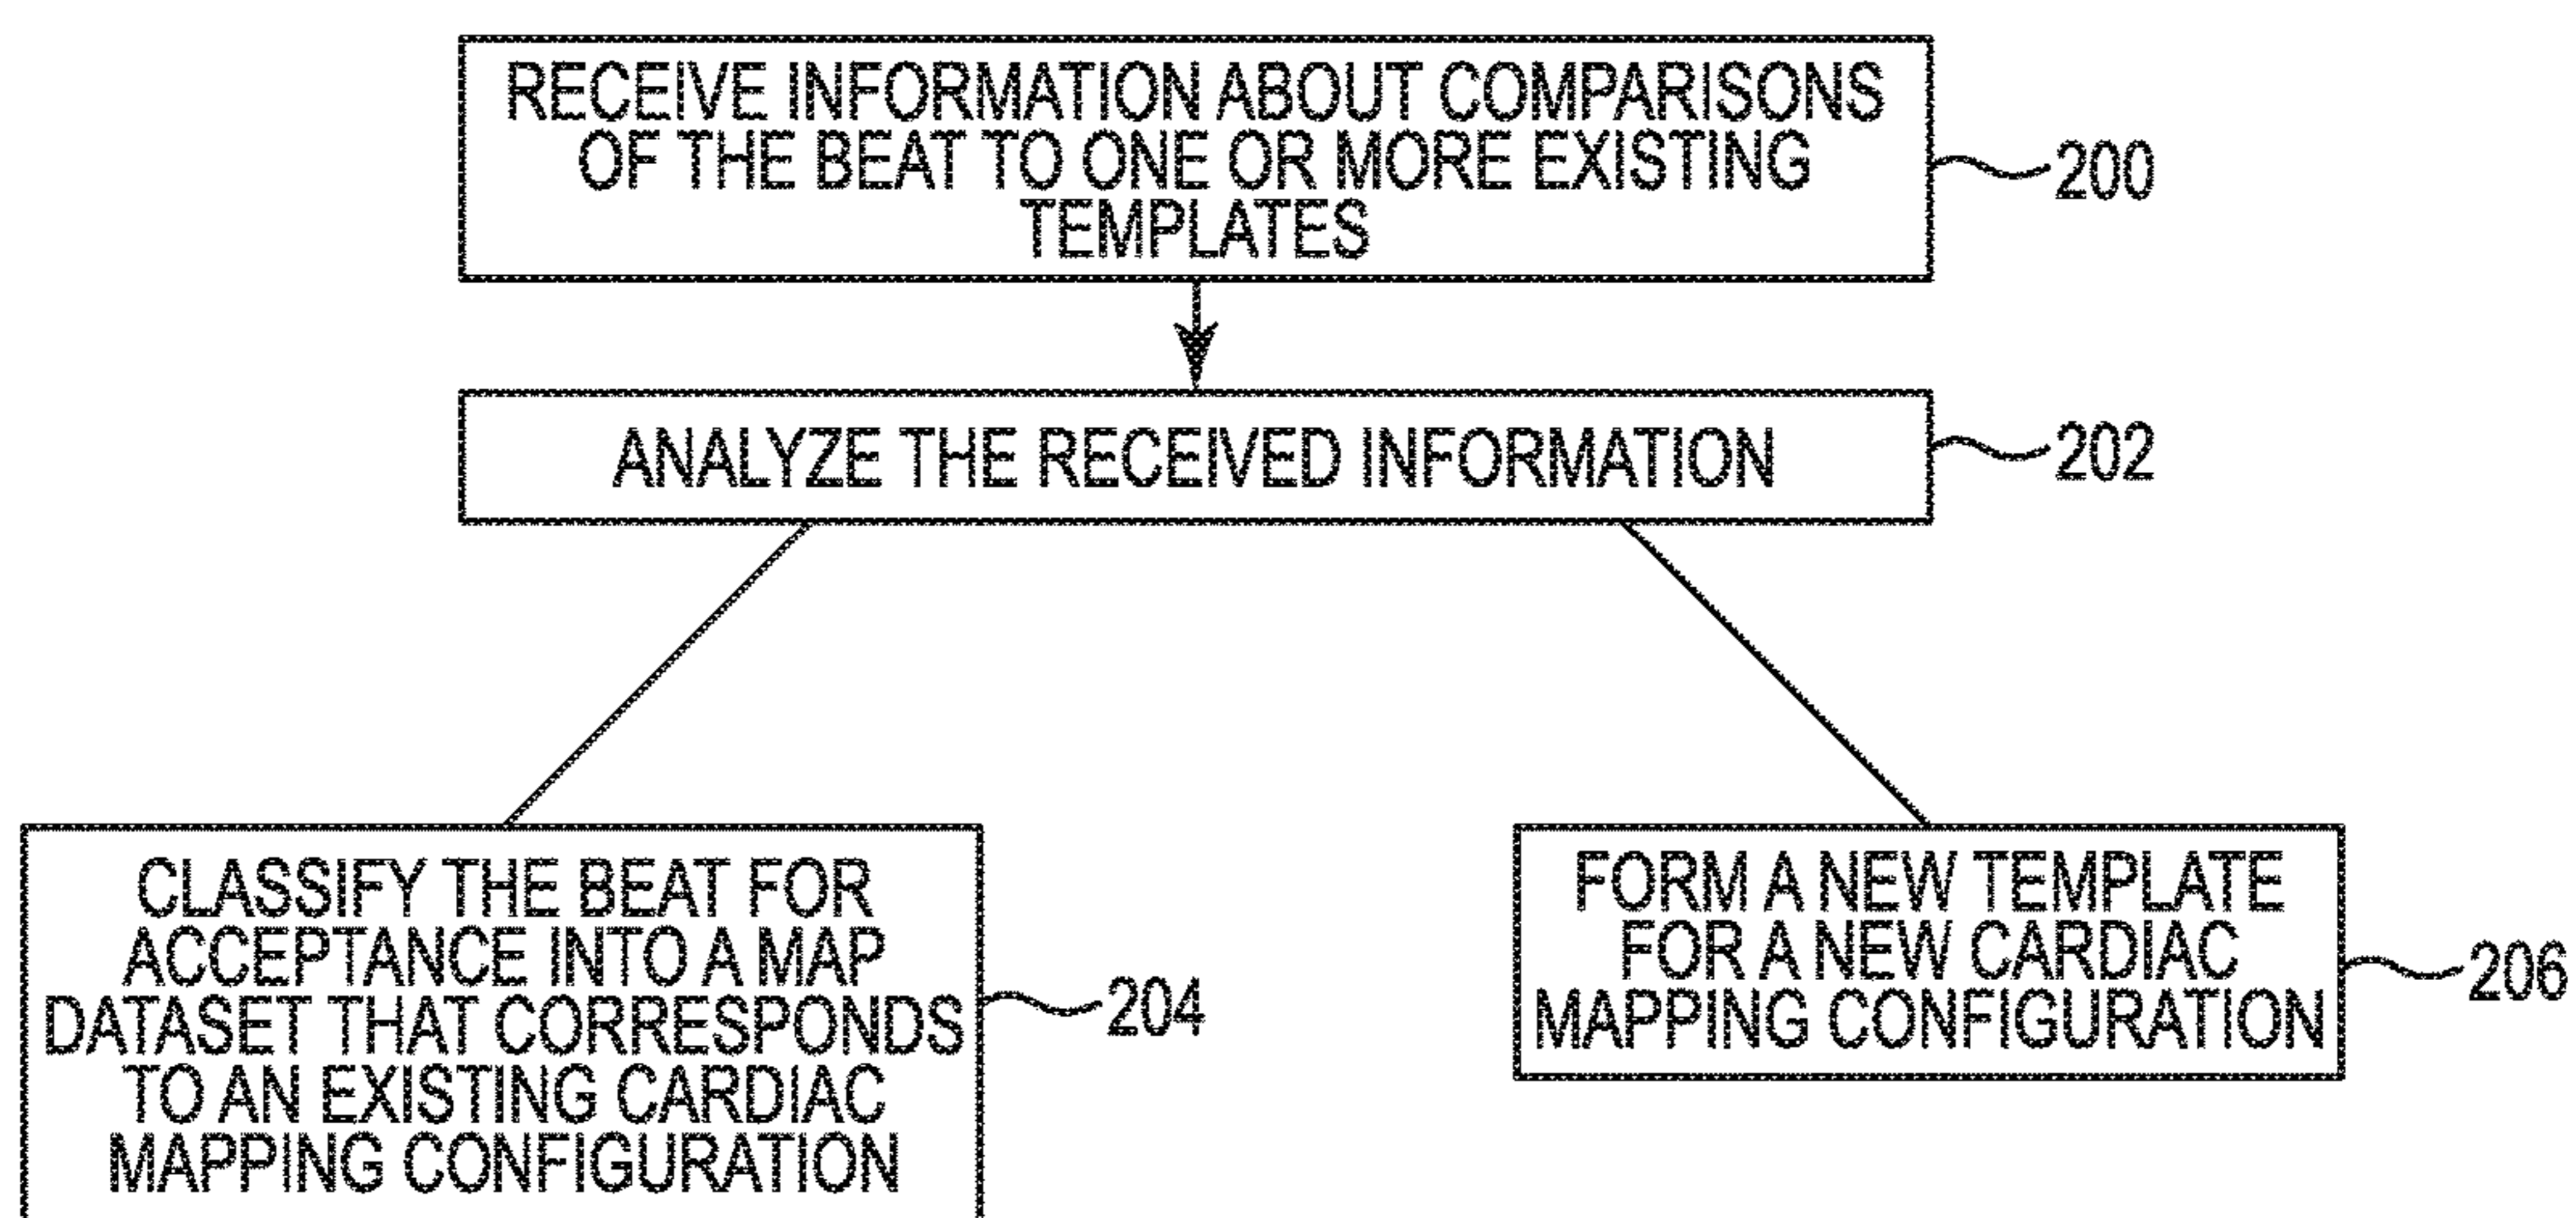 RECEIVE INFORMATION ABOUT COMPARISONS
OF THE BEAT TO ONE OR MORE EXISTING
TEMPLATES
200
ANALYZE THE RECEIVED INFORMATION
202
CLASSIFY THE BEAT FOR
ACCEPTANCE INTO A MAP
DATASET THAT CORRESPONDS
TO AN EXISTING CARDIAC
MAPPING CONFIGURATION
204
FORM A NEW TEMPLATE
FOR A NEW CARDIAC
MAPPING CONFIGURATION
206